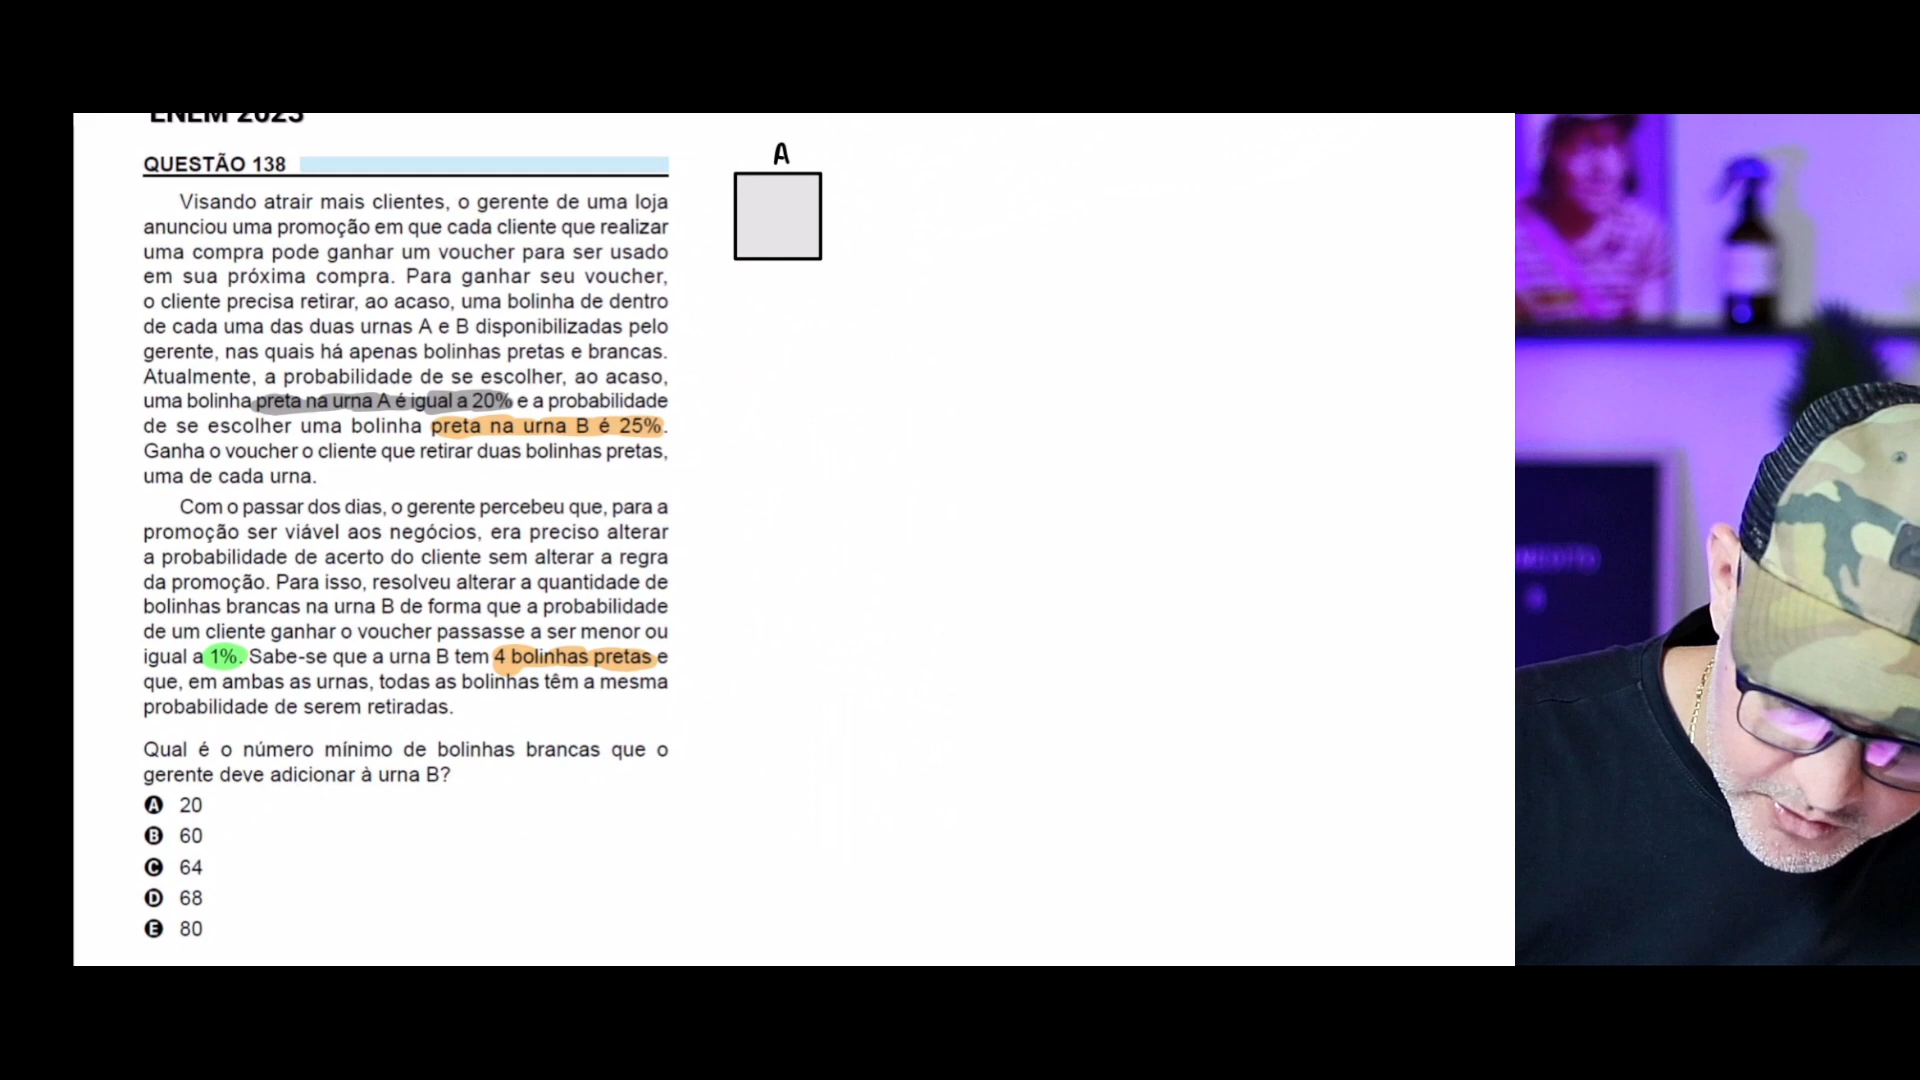 ENEM 2023
QUESTÃO 138
A
Visando atrair mais clientes, o gerente de uma loja
anunciou uma promoção em que cada cliente que realizar
uma compra pode ganhar um voucher para ser usado
em sua próxima compra. Para ganhar seu voucher,
o cliente precisa retirar, ao acaso, uma bolinha de dentro
de cada uma das duas urnas A e B disponibilizadas pelo
gerente, nas quais há apenas bolinhas pretas e brancas.
Atualmente, a probabilidade de se escolher, ao acaso,
uma bolinha preta na urna A é igual a 20% e a probabilidade
de se escolher uma bolinha preta na urna B é 25%.
Ganha o voucher o cliente que retirar duas bolinhas pretas,
uma de cada urna.
Com o passar dos dias, o gerente percebeu que, para a
promoção ser viável aos negócios, era preciso alterar
a probabilidade de acerto do cliente sem alterar a regra
da promoção. Para isso, resolveu alterar a quantidade de
bolinhas brancas na urna B de forma que a probabilidade
de um cliente ganhar o voucher passasse a ser menor ou
igual a 1%. Sabe-se que a urna B tem 4 bolinhas pretas e
que, em ambas as urnas, todas as bolinhas têm a mesma
probabilidade de serem retiradas.
Qual é o número mínimo de bolinhas brancas que o
gerente deve adicionar à urna B?
A 20
B 60
C 64
D 68
E 80